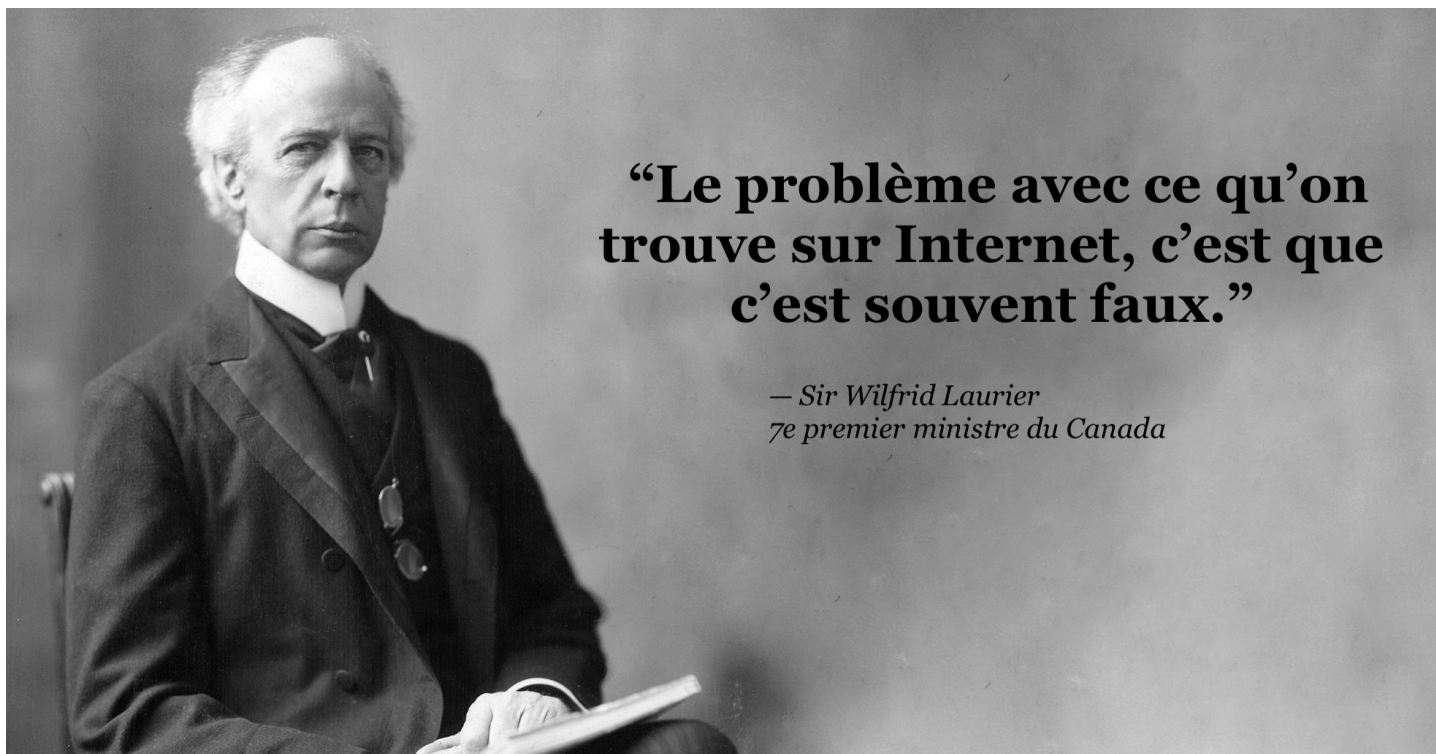 “Le problème avec ce qu’on
trouve sur Internet, c’est que
c’est souvent faux.”
— Sir Wilfrid Laurier
7e premier ministre du Canada